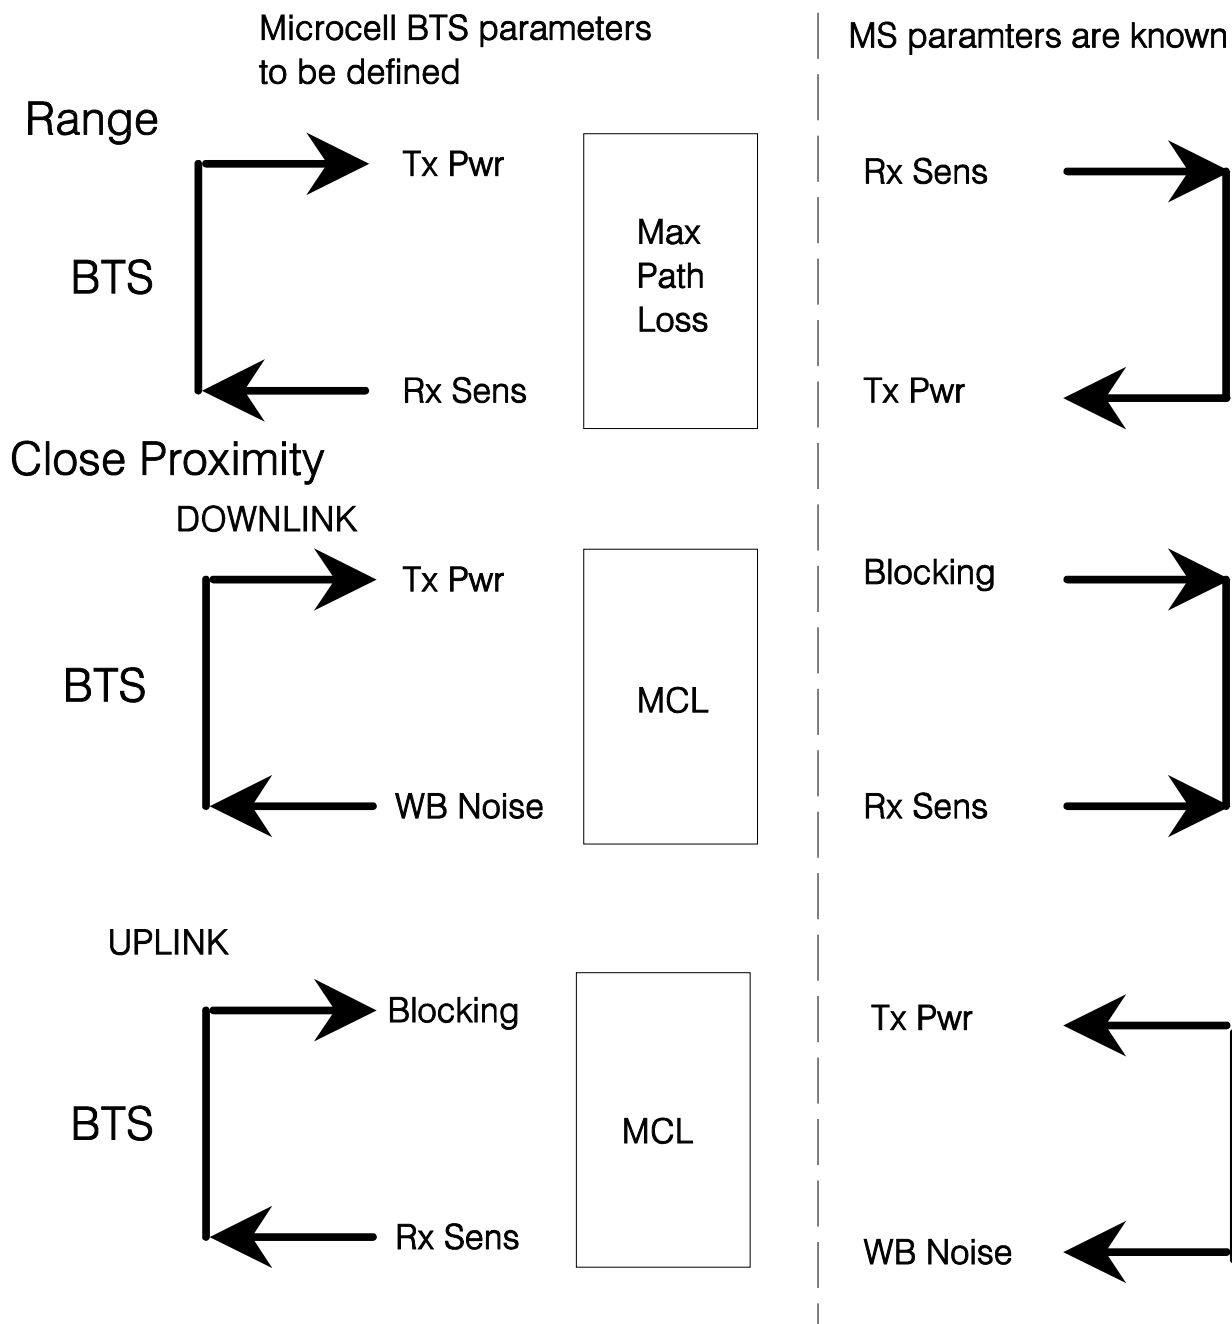 Microcell BTS parameters
to be defined
MS paramters are known
Range
Tx Pwr
Rx Sens
BTS
Max
Path
Loss
Rx Sens
Tx Pwr
Close Proximity
DOWNLINK
Tx Pwr
Blocking
BTS
MCL
WB Noise
Rx Sens
UPLINK
Blocking
Tx Pwr
BTS
MCL
Rx Sens
WB Noise